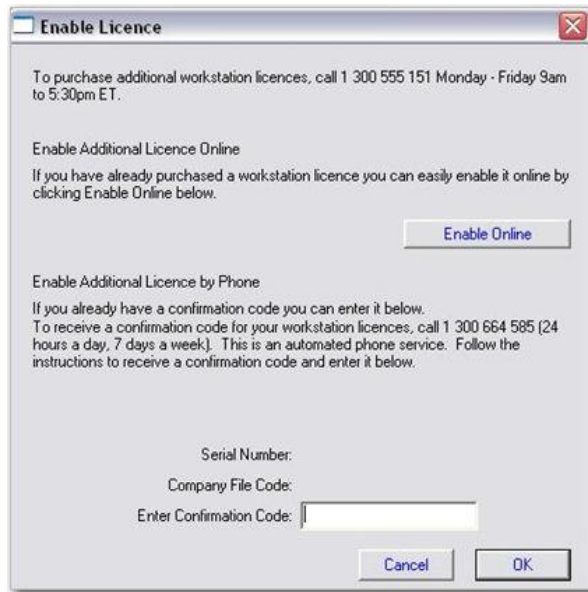 Enable Licence
To purchase additional workstation licences, call 1 300 555 151 Monday - Friday 9am
to 5:30pm ET.
Enable Additional Licence Online
If you have already purchased a workstation licence you can easily enable it online by
clicking Enable Online below.
Enable Online
Enable Additional Licence by Phone
If you already have a confirmation code you can enter it below.
To receive a confirmation code for your workstation licences, call 1 300 664 585 (24
hours a day, 7 days a week). This is an automated phone service. Follow the
instructions to receive a confirmation code and enter it below.
Serial Number:
Company File Code:
Enter Confirmation Code:
Cancel OK